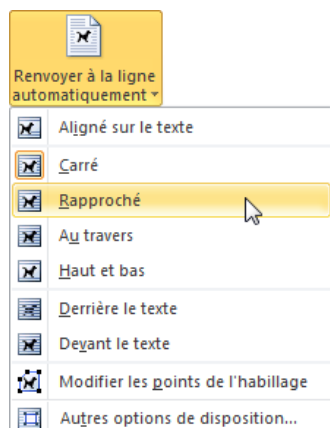 Renvoyer à la ligne
automatiquement
Aligné sur le texte
Carré
Rapproché
Au travers
Haut et bas
Derrière le texte
Devant le texte
Modifier les points de l'habillage
Autres options de disposition...